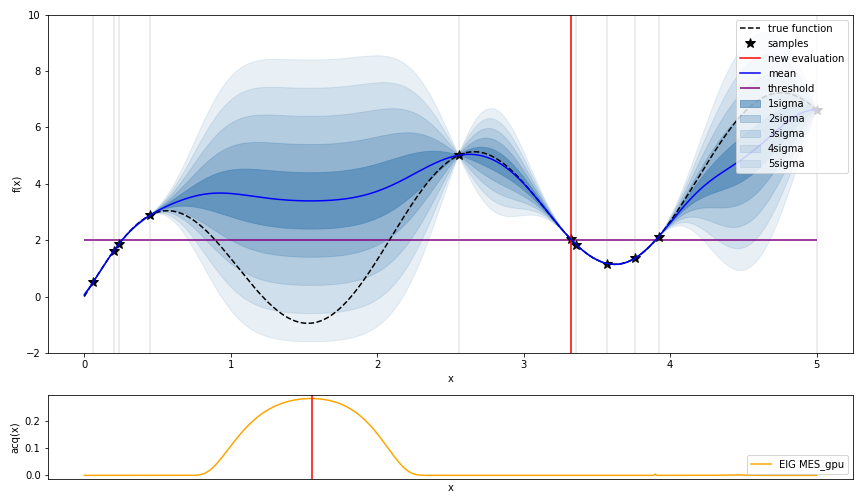 10
8
6
4
2
0
−2
f(x)
true function
samples
new evaluation
mean
threshold
1sigma
2sigma
3sigma
4sigma
5sigma
0 1 2 3 4 5
x
0.2
0.1
0.0
acq(x)
EIG MES_gpu
x